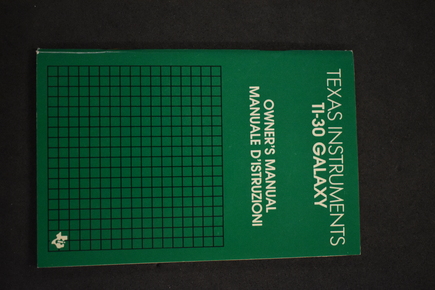 TEXAS INSTRUMENTS
TI-30 GALAXY
OWNER'S MANUAL
MANUALE D'ISTRUZIONI